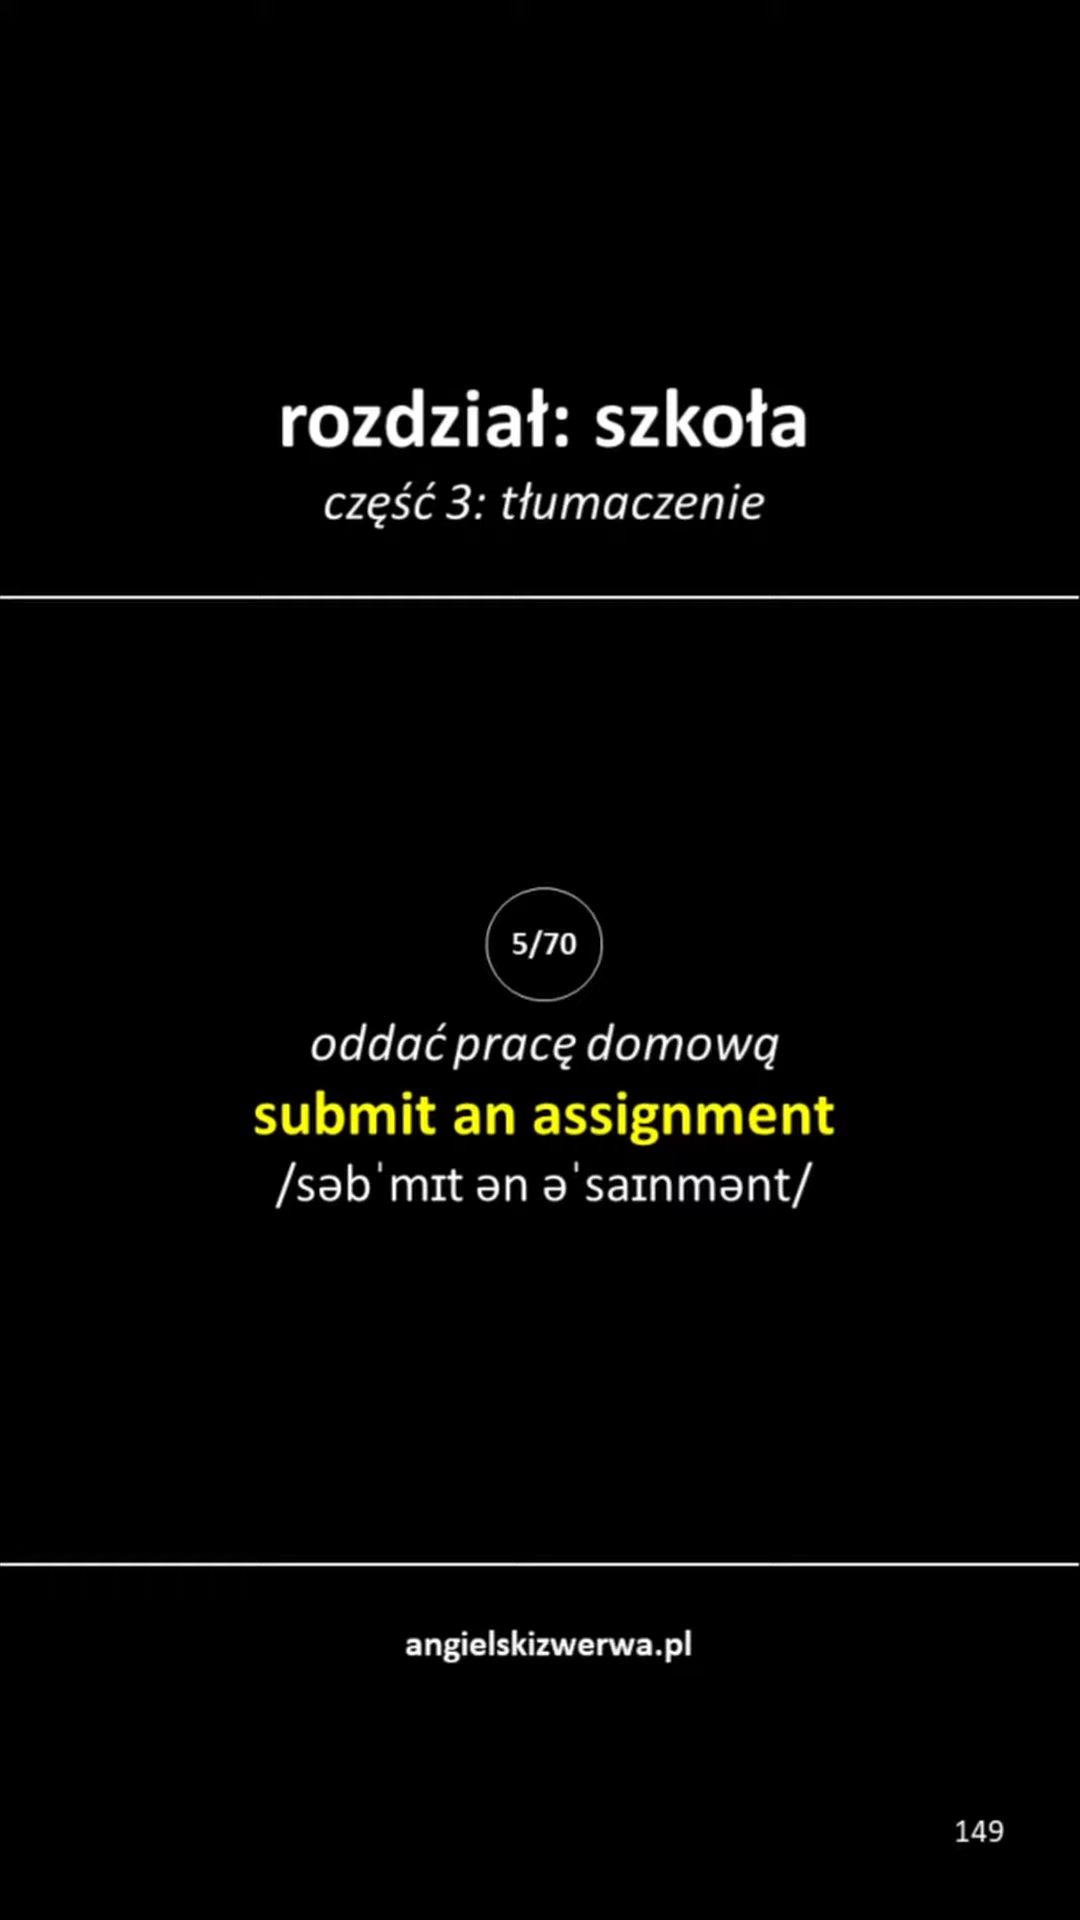 rozdział: szkoła
część 3: tłumaczenie
5/70
oddać pracę domową
submit an assignment
/səbˈmɪt ən əˈsaɪnmənt/
angielskizwerwa.pl
149